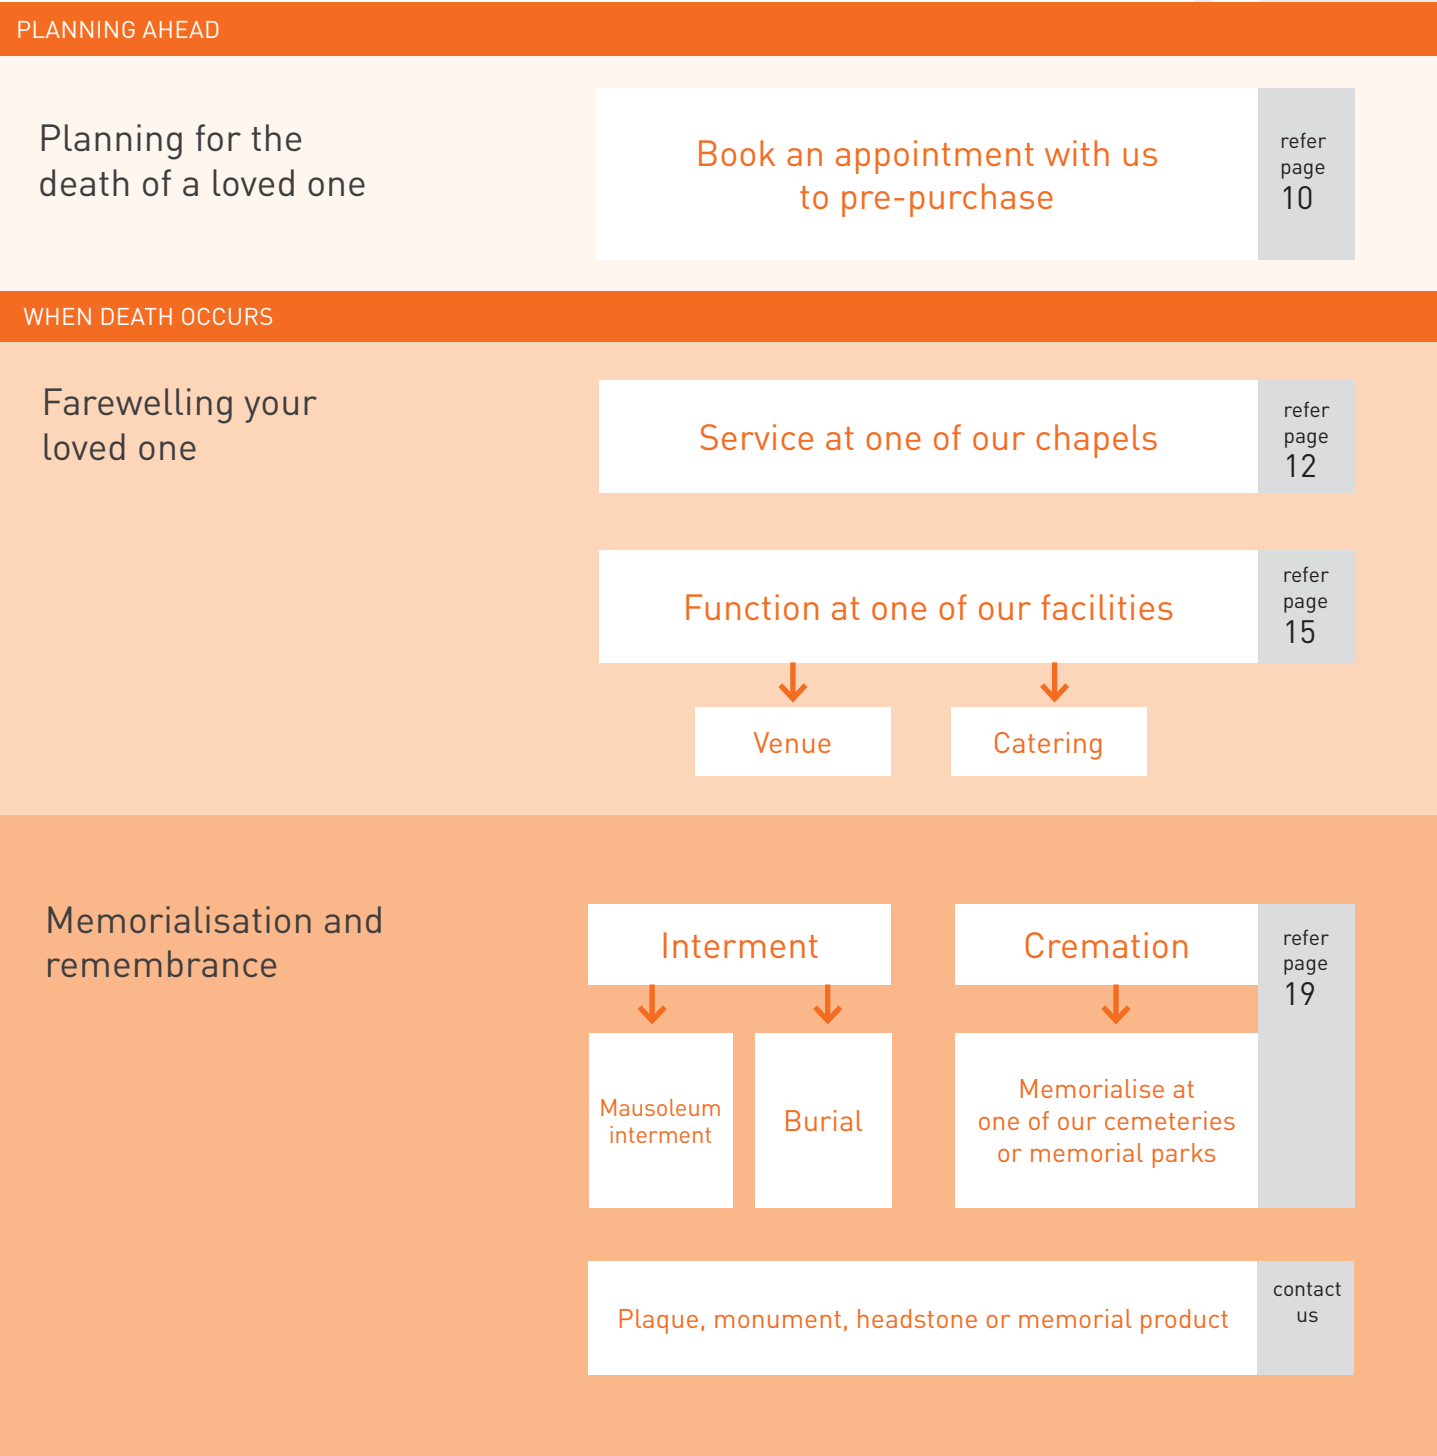 PLANNING AHEAD
Planning for the
death of a loved one
Book an appointment with us
to pre-purchase
refer
page
10
WHEN DEATH OCCURS
Farewelling your
loved one
Service at one of our chapels
refer
page
12
Function at one of our facilities
refer
page
15
Venue
Catering
Memorialisation and
remembrance
Interment
Cremation
refer
page
19
Mausoleum
interment
Burial
Memorialise at
one of our cemeteries
or memorial parks
Plaque, monument, headstone or memorial product
contact
us